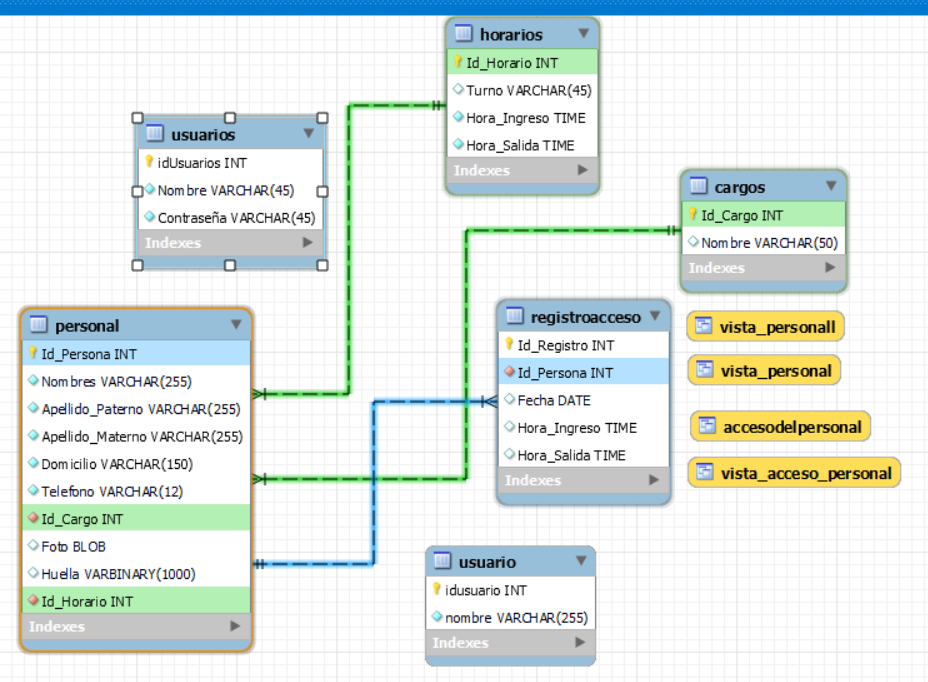 horarios
Id_Horario INT
Turno VARCHAR(45)
Hora_Ingreso TIME
Hora_Salida TIME
Indexes
usuarios
idUsuarios INT
Nombre VARCHAR(45)
Contraseña VARCHAR(45)
Indexes
cargos
Id_Cargo INT
Nombre VARCHAR(50)
Indexes
personal
Id_Persona INT
Nombres VARCHAR(255)
Apellido_Paterno VARCHAR(255)
Apellido_Materno VARCHAR(255)
Domicilio VARCHAR(150)
Telefono VARCHAR(12)
Id_Cargo INT
Foto BLOB
Huella VARBINARY(1000)
Id_Horario INT
Indexes
registroacceso
Id_Registro INT
Id_Persona INT
Fecha DATE
Hora_Ingreso TIME
Hora_Salida TIME
Indexes
vista_personall
vista_personal
accesodelpersonal
vista_acceso_personal
usuario
idusuario INT
nombre VARCHAR(255)
Indexes